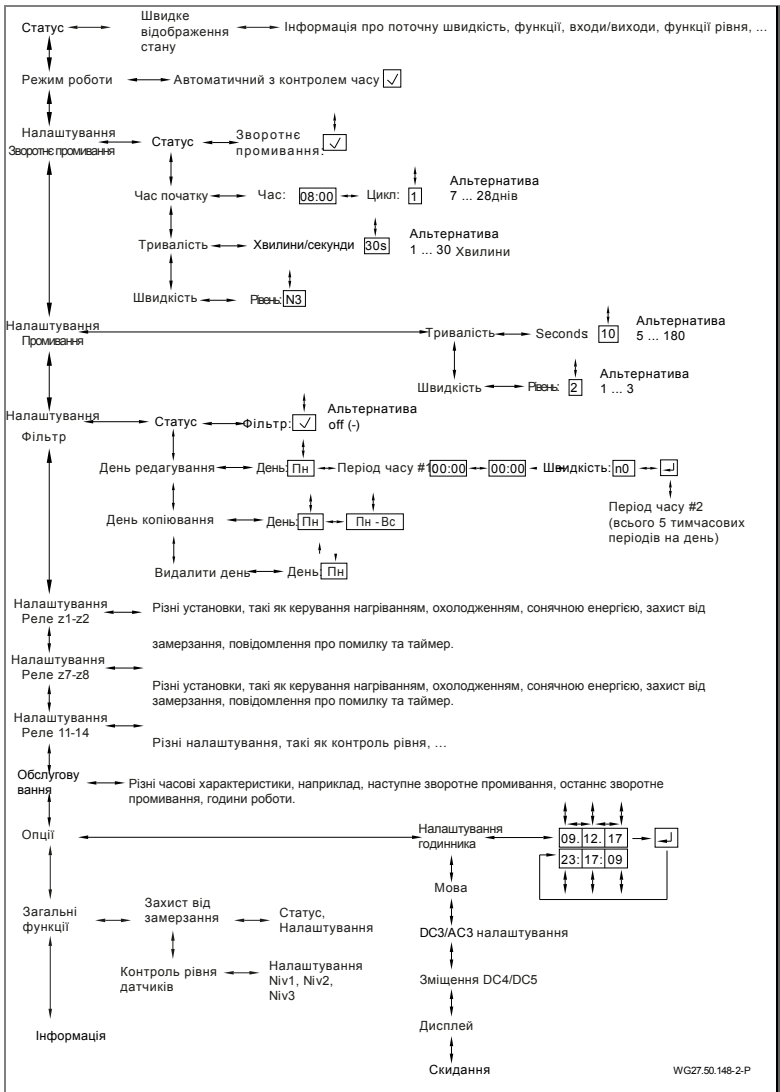 Статус
Швидке
відображення
стану
Інформація про поточну швидкість, функції, входи/виходи, функції рівня, ...
Режим роботи
Автоматичний з контролем часу ✓
Налаштування
Зворотнє промивання
Статус
Зворотнє
промивання: ✓
Час початку
Час: 08:00
Цикл: 1
Альтернатива
7 ... 28днів
Тривалість
Хвилини/секунди 30s
Альтернатива
1 ... 30 Хвилини
Швидкість
Рівень: N3
Налаштування
Промивання
Тривалість
Seconds: 10
Альтернатива
5 ... 180
Швидкість
Рівень: 2
Альтернатива
1 ... 3
Налаштування
Фільтр
Статус
Фільтр: ✓
Альтернатива
off (-)
День редагування
День: Пн
Період часу #1 00:00 00:00
Швидкість: n0
Період часу #2
(всього 5 тимчасових
періодів на день)
День копіювання
День: Пн Пн - Вс
Видалити день
День: Пн
Налаштування
Реле z1-z2
Різні установки, такі як керування нагріванням, охолодженням, сонячною енергією, захист від
замерзання, повідомлення про помилку та таймер.
Налаштування
Реле z7-z8
Різні установки, такі як керування нагріванням, охолодженням, сонячною енергією, захист від
замерзання, повідомлення про помилку та таймер.
Налаштування
Реле 11-14
Різні налаштування, такі як контроль рівня, ...
Обслугову
вання
Різні часові характеристики, наприклад, наступне зворотне промивання, останнє зворотне
промивання, години роботи.
Опції
Налаштування
годинника
09. 12. 17
23: 17: 09
Мова
DC3/AC3 налаштування
Зміщення DC4/DC5
Дисплей
Скидання
Загальні
функції
Захист від
замерзання
Статус,
Налаштування
Контроль рівня
датчиків
Налаштування
Niv1, Niv2,
Niv3
Інформація
WG27.50.148-2-P